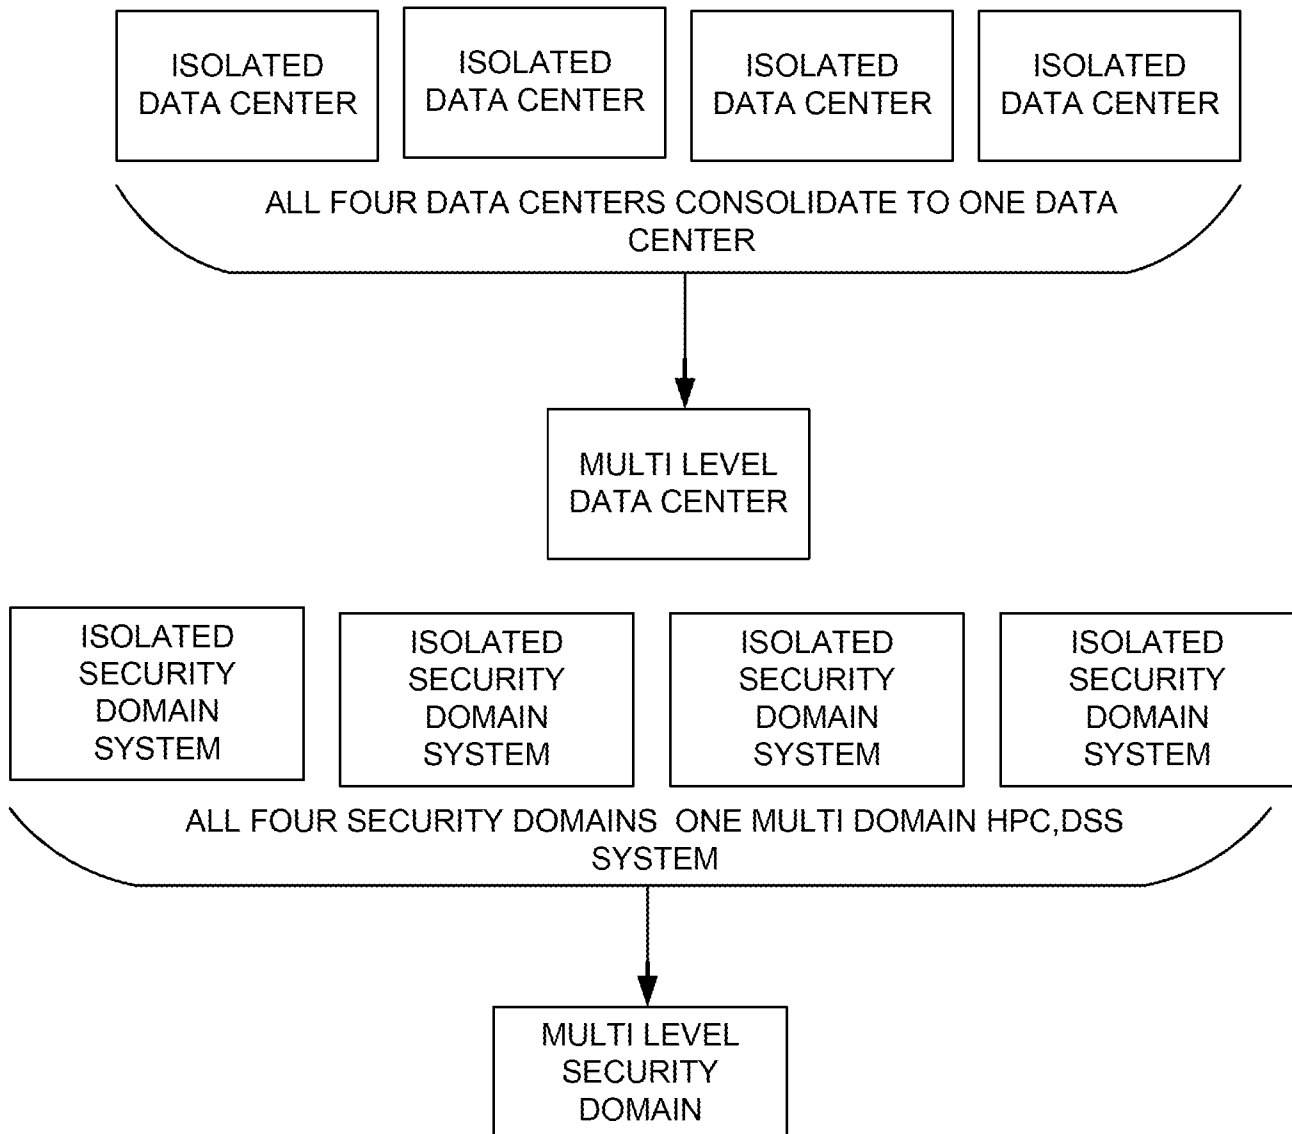 ISOLATED
DATA CENTER
ISOLATED
DATA CENTER
ISOLATED
DATA CENTER
ISOLATED
DATA CENTER
ALL FOUR DATA CENTERS CONSOLIDATE TO ONE DATA
CENTER
MULTI LEVEL
DATA CENTER
ISOLATED
SECURITY
DOMAIN
SYSTEM
ISOLATED
SECURITY
DOMAIN
SYSTEM
ISOLATED
SECURITY
DOMAIN
SYSTEM
ISOLATED
SECURITY
DOMAIN
SYSTEM
ALL FOUR SECURITY DOMAINS ONE MULTI DOMAIN HPC,DSS
SYSTEM
MULTI LEVEL
SECURITY
DOMAIN